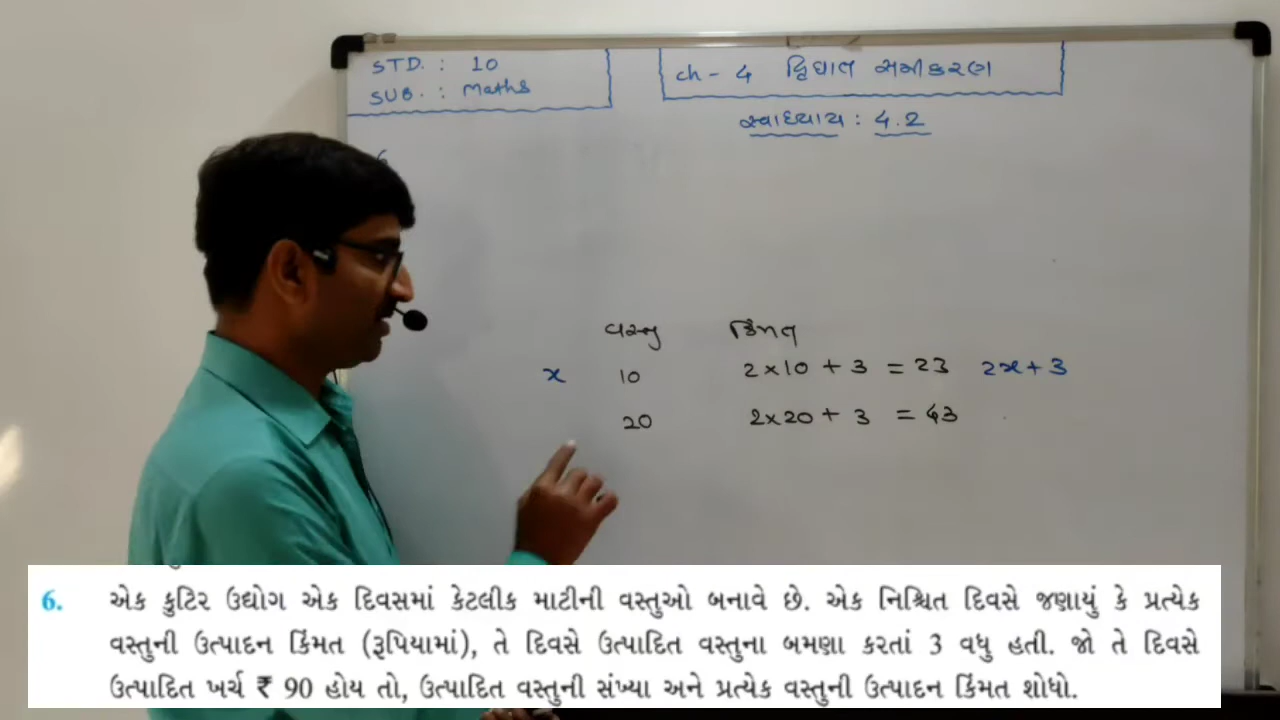 STD. : 10
SUB. : Maths
ch - 4 દ્વિઘાત સમીકરણ
સ્વાધ્યાય : 4.2
6
વસ્તુ કિંમત
x 10 2×10 + 3 = 23 2x+3
20 2×20 + 3 = 43
6. એક કુટિર ઉદ્યોગ એક દિવસમાં કેટલીક માટીની વસ્તુઓ બનાવે છે. એક નિશ્ચિત દિવસે જણાયું કે પ્રત્યેક
વસ્તુની ઉત્પાદન કિંમત (રૂપિયામાં), તે દિવસે ઉત્પાદિત વસ્તુના બમણા કરતાં 3 વધુ હતી. જો તે દિવસે
ઉત્પાદિત ખર્ચ ₹ 90 હોય તો, ઉત્પાદિત વસ્તુની સંખ્યા અને પ્રત્યેક વસ્તુની ઉત્પાદન કિંમત શોધો.